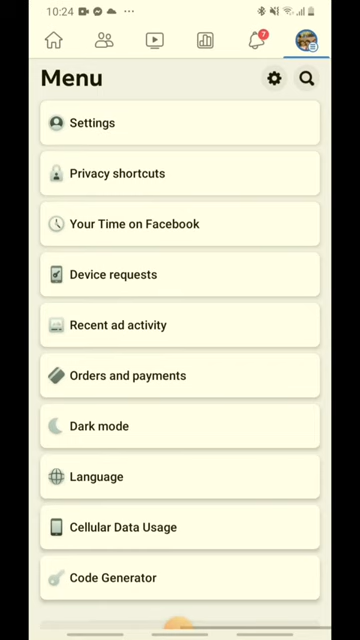 10:24
7
Menu
Settings
Privacy shortcuts
Your Time on Facebook
Device requests
Recent ad activity
Orders and payments
Dark mode
Language
Cellular Data Usage
Code Generator